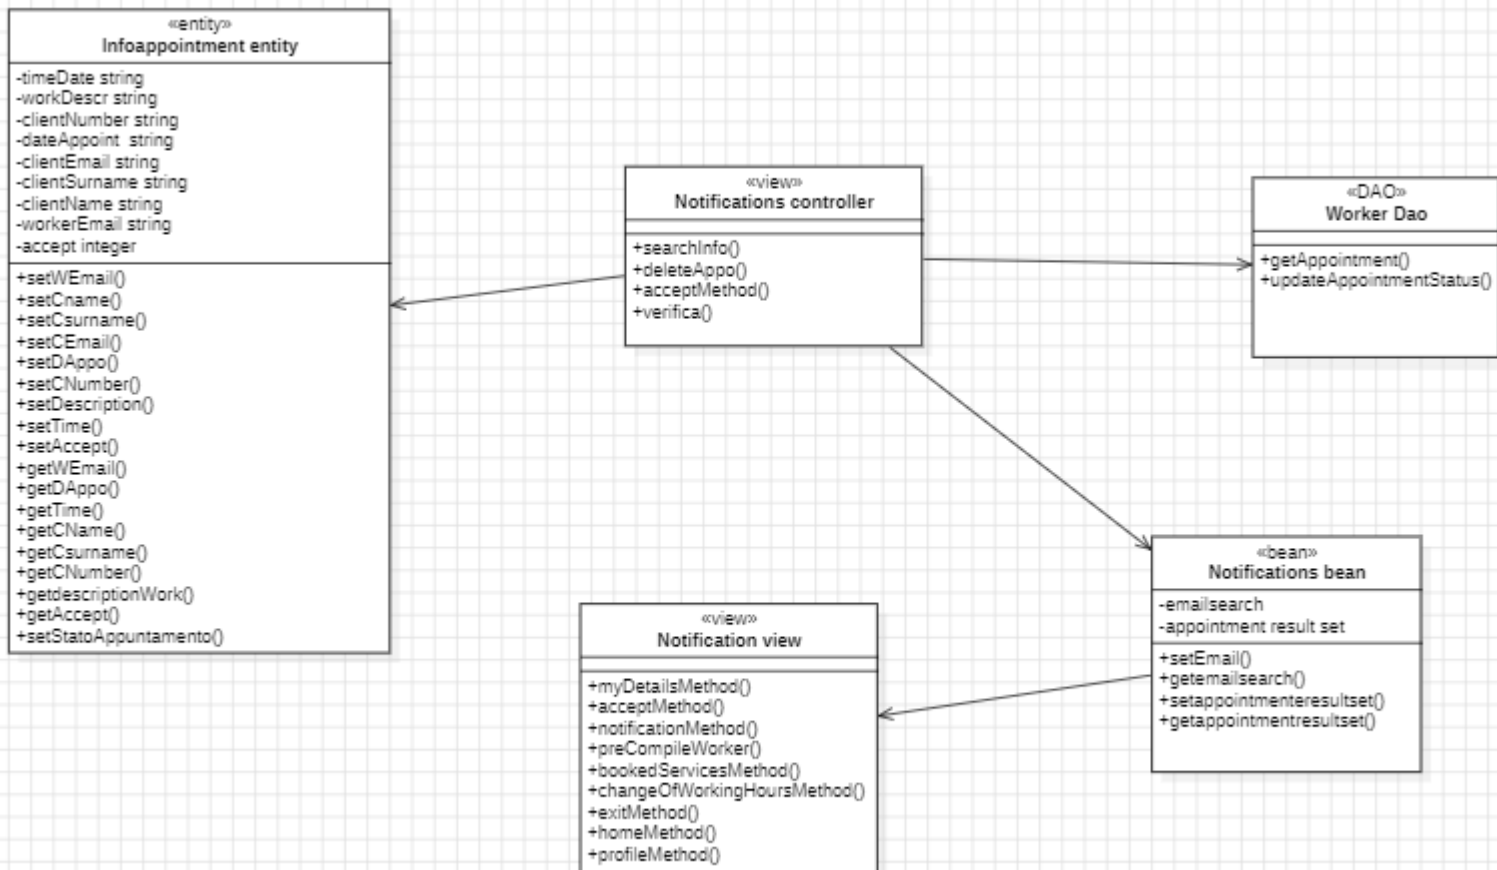 «entity»
Infoappointment entity
-timeDate string
-workDescr string
-clientNumber string
-dateAppoint  string
-clientEmail string
-clientSurname string
-clientName string
-workerEmail string
-accept integer
+setWEmail()
+setCname()
+setCsurname()
+setCEmail()
+setDAppo()
+setCNumber()
+setDescription()
+setTime()
+setAccept()
+getWEmail()
+getDAppo()
+getTime()
+getCName()
+getCsurname()
+getCNumber()
+getdescriptionWork()
+getAccept()
+setStatoAppuntamento()
«view»
Notifications controller
+searchInfo()
+deleteAppo()
+acceptMethod()
+verifica()
«DAO»
Worker Dao
+getAppointment()
+updateAppointmentStatus()
«bean»
Notifications bean
-emailsearch
-appointment result set
+setEmail()
+getemailsearch()
+setappointmenteresultset()
+getappointmentresultset()
«view»
Notification view
+myDetailsMethod()
+acceptMethod()
+notificationMethod()
+preCompileWorker()
+bookedServicesMethod()
+changeOfWorkingHoursMethod()
+exitMethod()
+homeMethod()
+profileMethod()